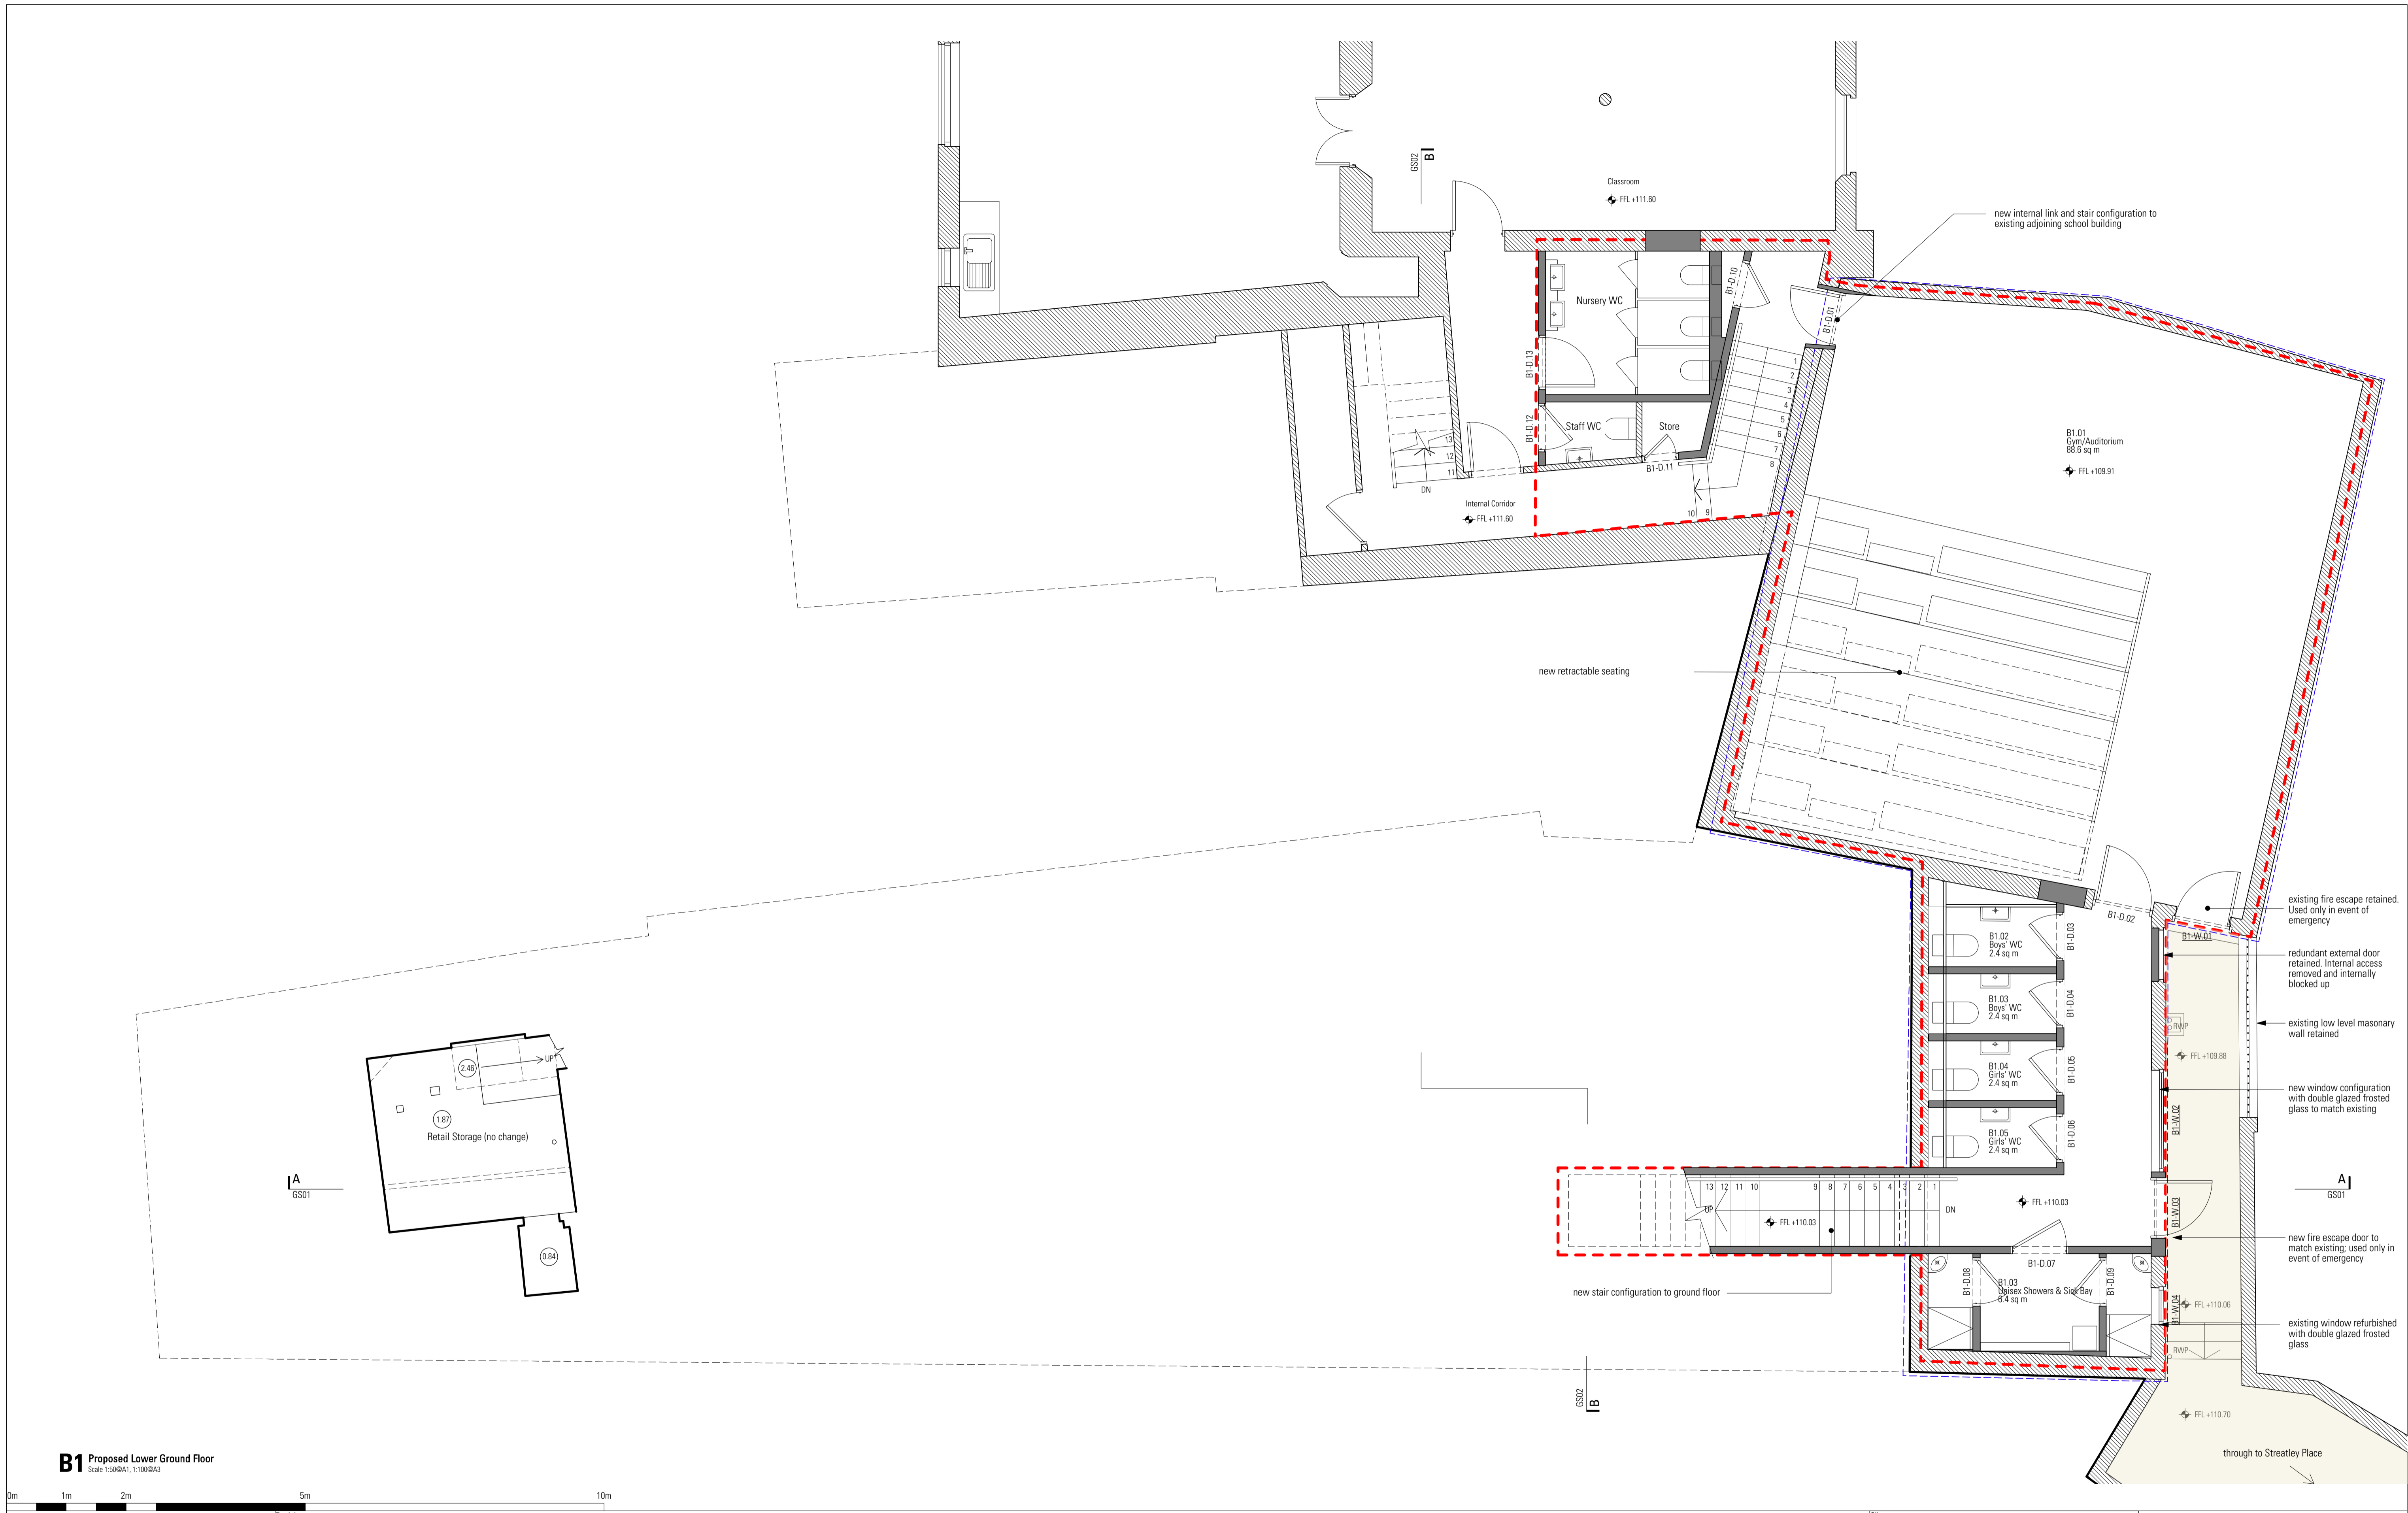 GS02
B
Classroom
FFL +111.60
new internal link and stair configuration to
existing adjoining school building
Nursery WC
B1-D.10
B1-D.01
B1-D.13
B1-D.12
Staff WC
Store
B1-D.11
1
2
3
4
5
6
7
8
9
10
13
12
11
DN
Internal Corridor
FFL +111.60
B1.01
Gym/Auditorium
88.6 sq m
FFL +109.91
new retractable seating
B1-D.02
existing fire escape retained.
Used only in event of
emergency
B1-W.01
B1.02
Boys' WC
2.4 sq m
B1-D.03
redundant external door
retained. Internal access
removed and internally
blocked up
B1.03
Boys' WC
2.4 sq m
B1-D.04
RWP
existing low level masonary
wall retained
FFL +109.88
B1.04
Girls' WC
2.4 sq m
B1-D.05
new window configuration
with double glazed frosted
glass to match existing
B1-W.02
B1.05
Girls' WC
2.4 sq m
B1-D.06
UP
2.46
1.87
Retail Storage (no change)
0.84
A
GS01
A
GS01
13
12
11
10
9
8
7
6
5
4
3
2
1
UP
DN
FFL +110.03
FFL +110.03
B1-W.03
new fire escape door to
match existing; used only in
event of emergency
B1-D.07
B1-D.08
B1.03
Unisex Showers & Sick Bay
6.4 sq m
B1-D.09
B1-W.04
FFL +110.06
new stair configuration to ground floor
existing window refurbished
with double glazed frosted
glass
RWP
GS02
B
FFL +110.70
through to Streatley Place
B1
Proposed Lower Ground Floor
Scale 1:50@A1, 1:100@A3
0m
1m
2m
5m
10m